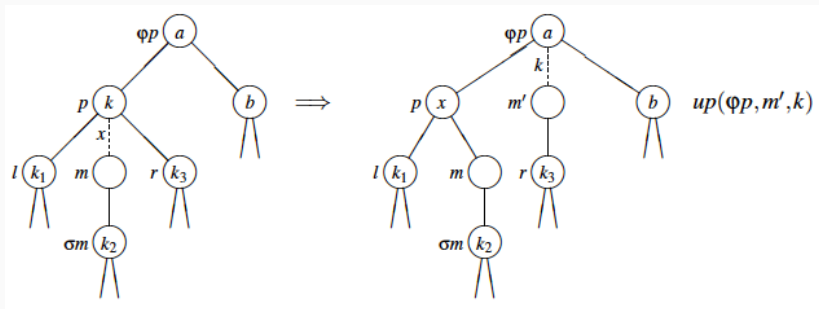 φp a φp a
k
p k b ⟹ p x m′ b up(φp,m′,k)
x
l k₁ m r k₃ l k₁ m r k₃
σm k₂ σm k₂